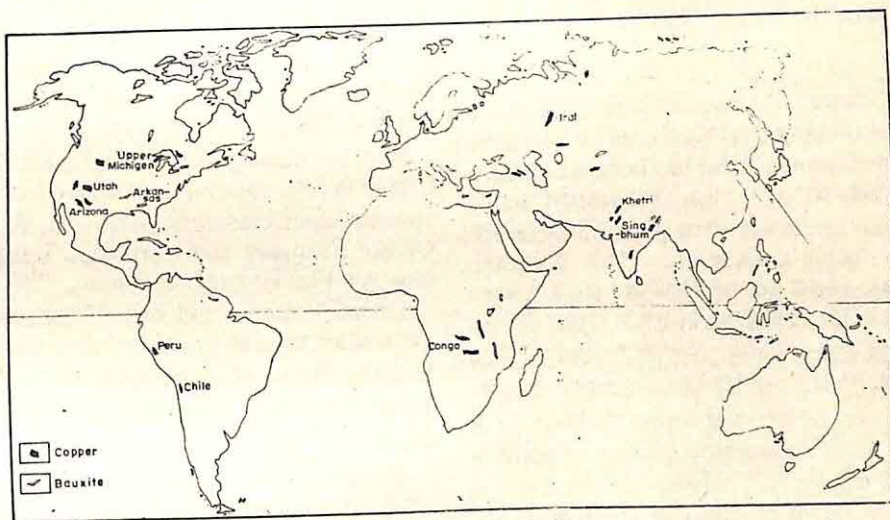 Ural
Upper
Michigen
Utah
Arkan-
sas
Arizona
Khetri
Sing
-bhum
Congo
Peru
Chile
Copper
Bauxite